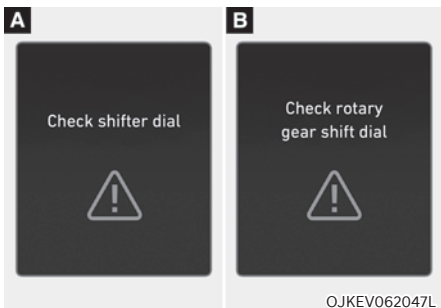 A
Check shifter dial
B
Check rotary
gear shift dial
OJKEV062047L